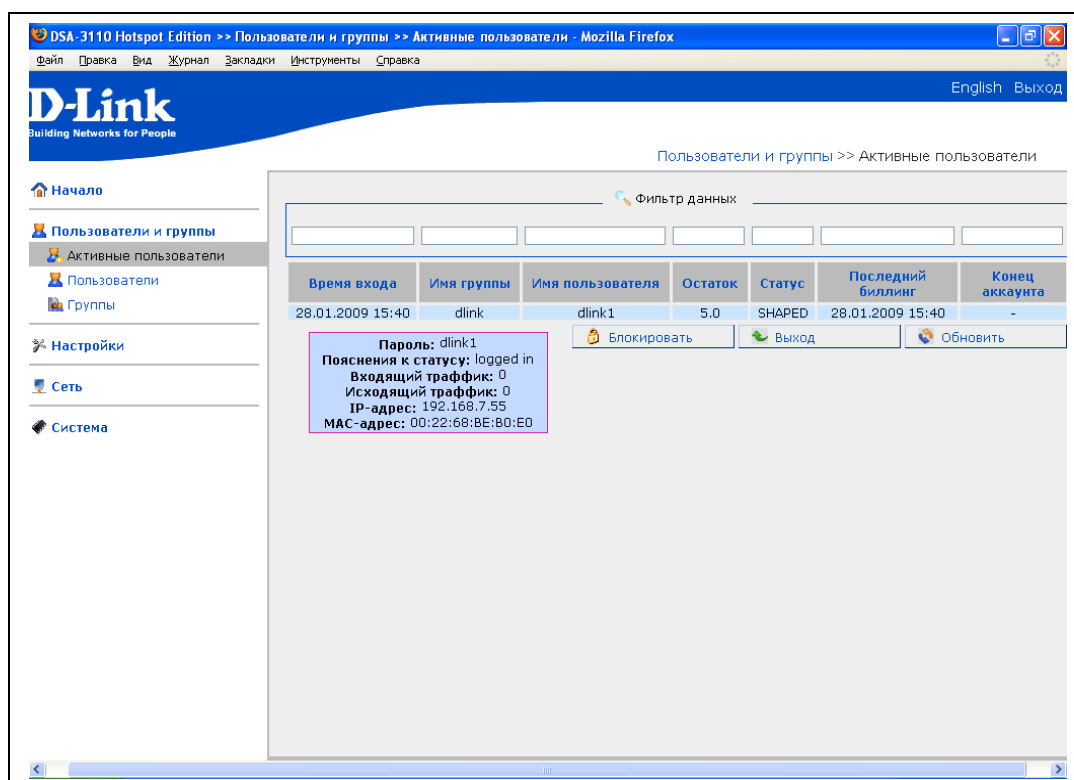 DSA-3110 Hotspot Edition >> Пользователи и группы >> Активные пользователи - Mozilla Firefox
Файл Правка Вид Журнал Закладки Инструменты Справка
English Выход
D-Link
Building Networks for People
Пользователи и группы >> Активные пользователи
Начало
Пользователи и группы
Активные пользователи
Пользователи
Группы
Настройки
Сеть
Система
Фильтр данных
Время входа Имя группы Имя пользователя Остаток Статус Последний биллинг Конец аккаунта
28.01.2009 15:40 dlink dlink1 5.0 SHAPED 28.01.2009 15:40 -
Блокировать Выход Обновить
Пароль: dlink1
Пояснения к статусу: logged in
Входящий траффик: 0
Исходящий траффик: 0
IP-адрес: 192.168.7.55
MAC-адрес: 00:22:68:BE:B0:E0